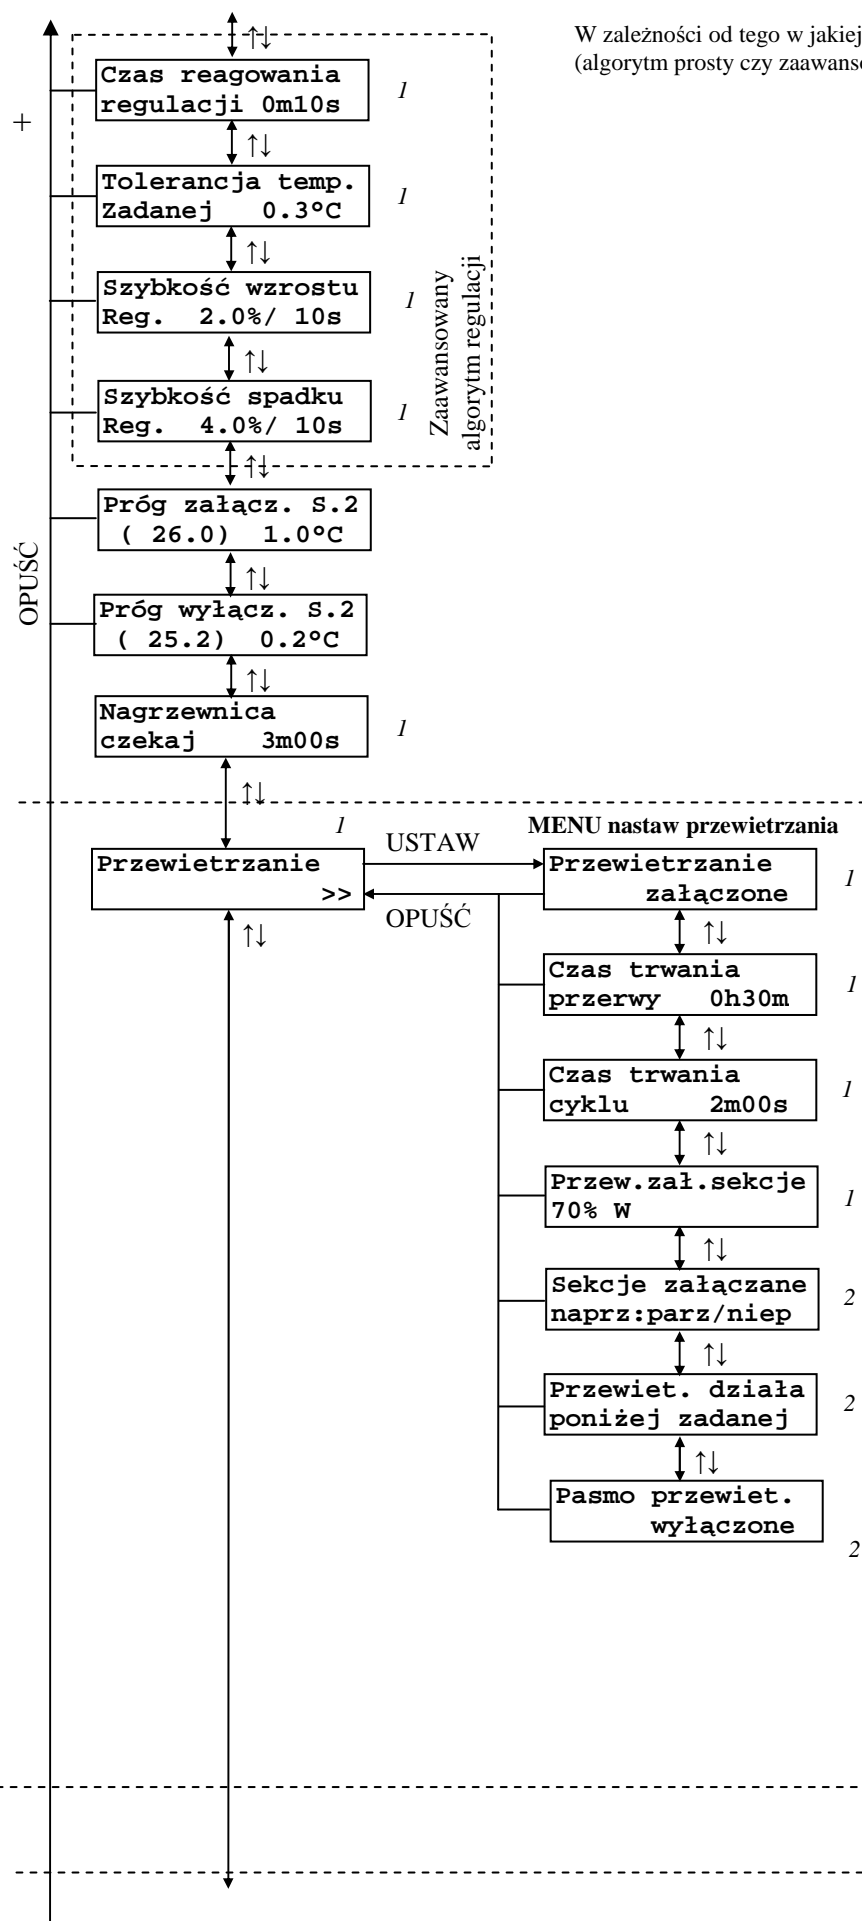 W zależności od tego w jakiej
(algorytm prosty czy
↑↓
Czas reagowania
regulacji 0m10s
1
+
↑↓
Tolerancja temp.
Zadanej 0.3°C
1
↑↓
Szybkość wzrostu
Reg. 2.0%/ 10s
1
↑↓
Szybkość spadku
Reg. 4.0%/ 10s
1
Zaawansowany
algorytm regulacji
↑↓
Próg załącz. S.2
( 26.0) 1.0°C
↑↓
OPUŚĆ
Próg wyłącz. S.2
( 25.2) 0.2°C
↑↓
Nagrzewnica
czekaj 3m00s
1
↑↓
1
Przewietrzanie
>>
↑↓
USTAW
OPUŚĆ
MENU nastaw przewietrzania
Przewietrzanie
załączone
1
↑↓
Czas trwania
przerwy 0h30m
1
↑↓
Czas trwania
cyklu 2m00s
1
↑↓
Przew.zał.sekcje
70% W
1
↑↓
Sekcje załączane
naprz:parz/niep
2
↑↓
Przewiet. działa
poniżej zadanej
2
↑↓
Pasmo przewiet.
wyłączone
2